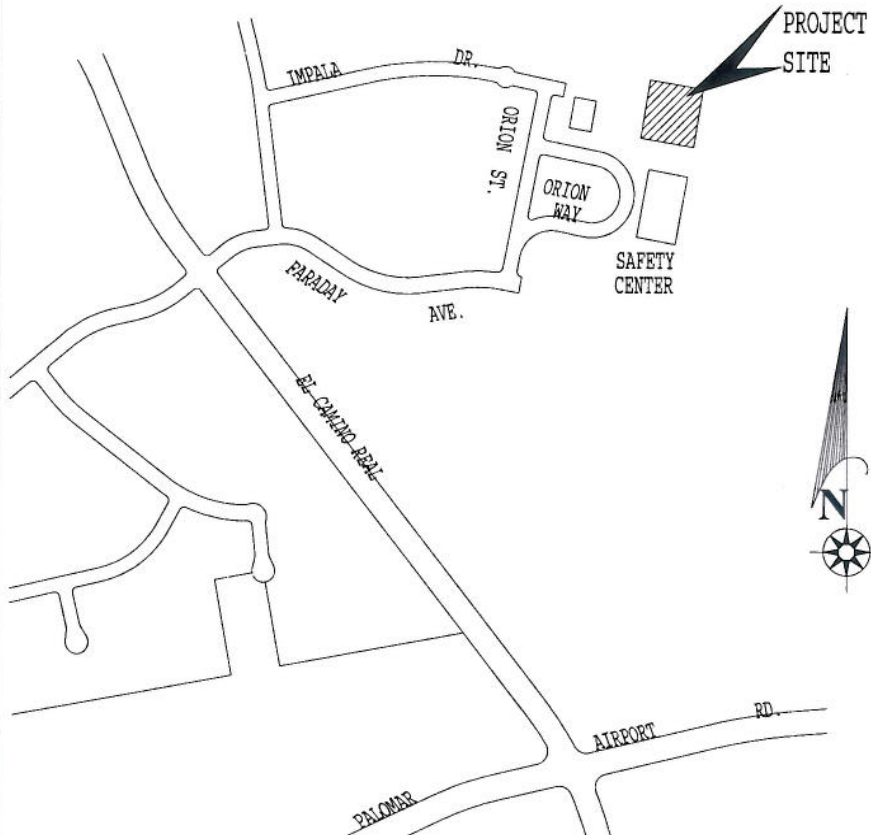 PROJECT
SITE
IMPALA DR.
ORION ST.
ORION
WAY
SAFETY
CENTER
FARADAY AVE.
EL CAMINO REAL
N
AIRPORT RD.
PALOMAR